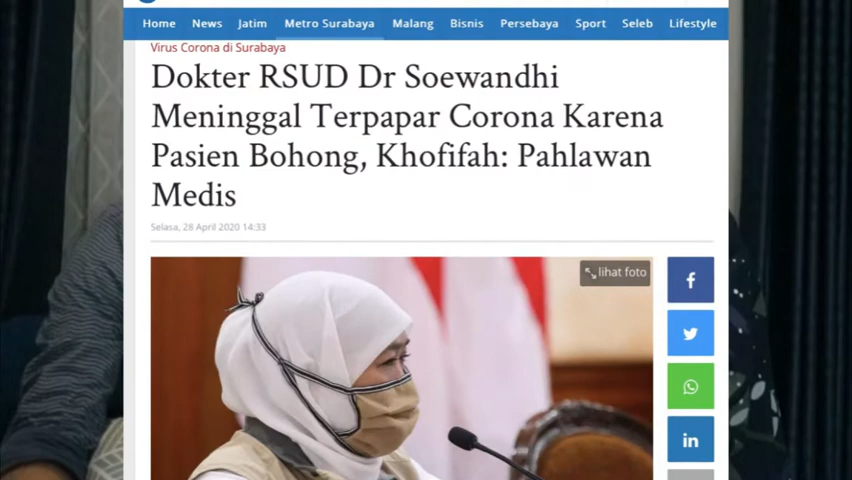 Home News Jatim Metro Surabaya Malang Bisnis Persebaya Sport Seleb Lifestyle
Virus Corona di Surabaya
Dokter RSUD Dr Soewandhi
Meninggal Terpapar Corona Karena
Pasien Bohong, Khofifah: Pahlawan
Medis
Selasa, 28 April 2020 14:33
lihat foto